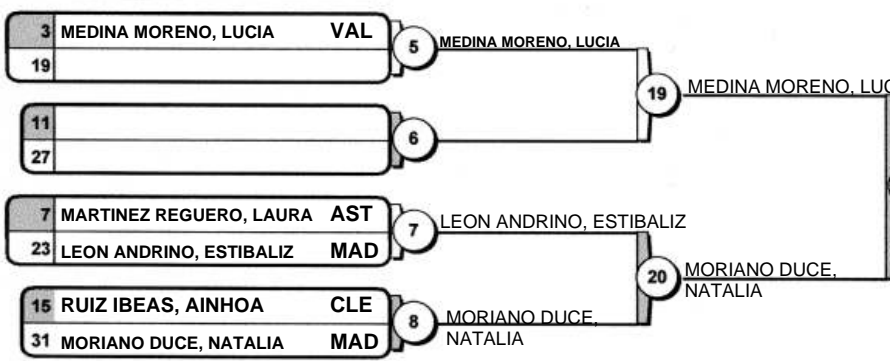 3 MEDINA MORENO, LUCIA VAL
19
5
MEDINA MORENO, LUCIA
11
27
6
19
MEDINA MORENO, LUC
7 MARTINEZ REGUERO, LAURA AST
23 LEON ANDRINO, ESTIBALIZ MAD
7
LEON ANDRINO, ESTIBALIZ
15 RUIZ IBEAS, AINHOA CLE
31 MORIANO DUCE, NATALIA MAD
8
MORIANO DUCE,
NATALIA
20
MORIANO DUCE,
NATALIA